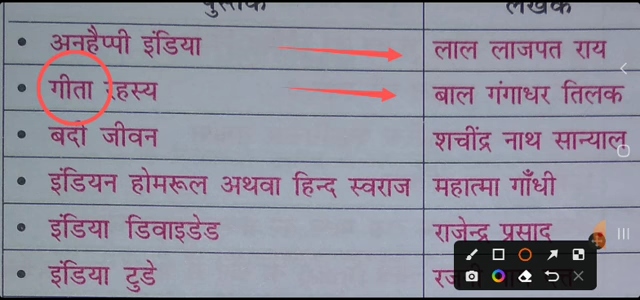 पुस्तक लेखक
अनहैप्पी इंडिया लाल लाजपत राय
गीता रहस्य बाल गंगाधर तिलक
बंदी जीवन शचींद्र नाथ सान्याल
इंडियन होमरूल अथवा हिन्द स्वराज महात्मा गाँधी
इंडिया डिवाइडेड राजेन्द्र प्रसाद
इंडिया टुडे